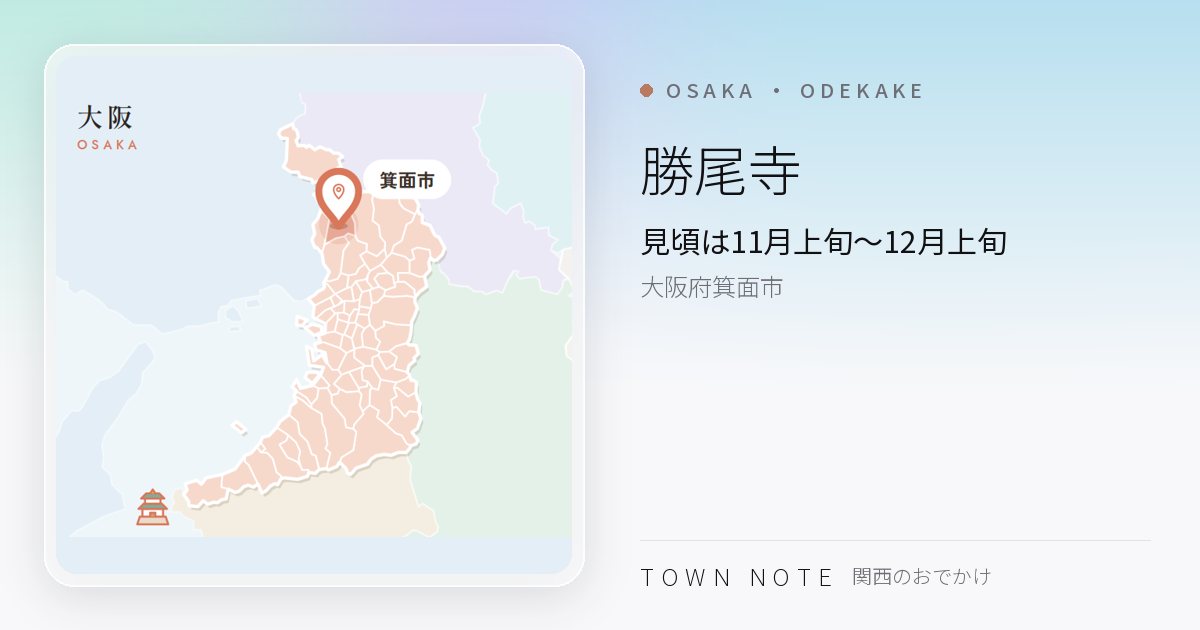 大阪
OSAKA
箕面市
OSAKA • ODEKAKE
勝尾寺
見頃は11月上旬〜12月上旬
大阪府箕面市
TOWN NOTE 関西のおでかけ